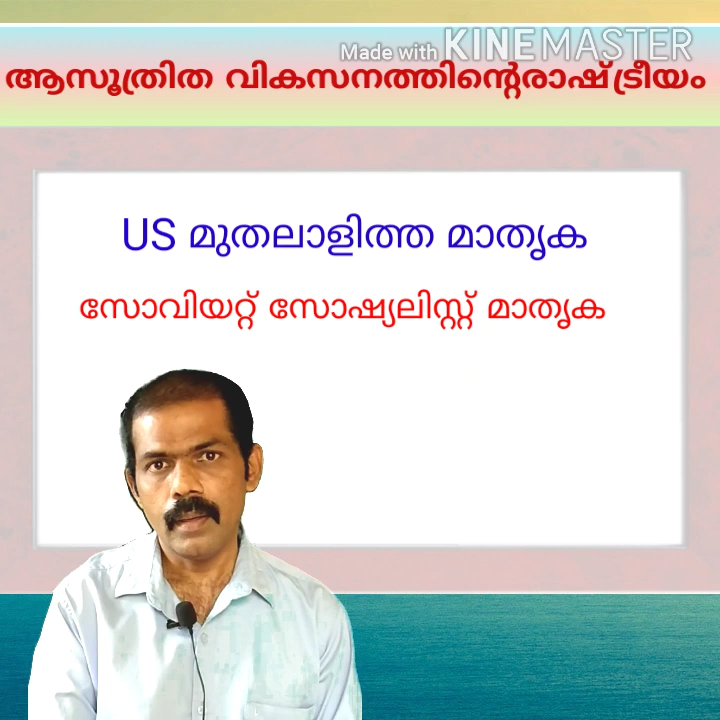 Made with KINEMASTER
ആസൂത്രിത വികസനത്തിന്റെരാഷ്ട്രീയം
US മുതലാളിത്ത മാതൃക
സോവിയറ്റ് സോഷ്യലിസ്റ്റ് മാതൃക